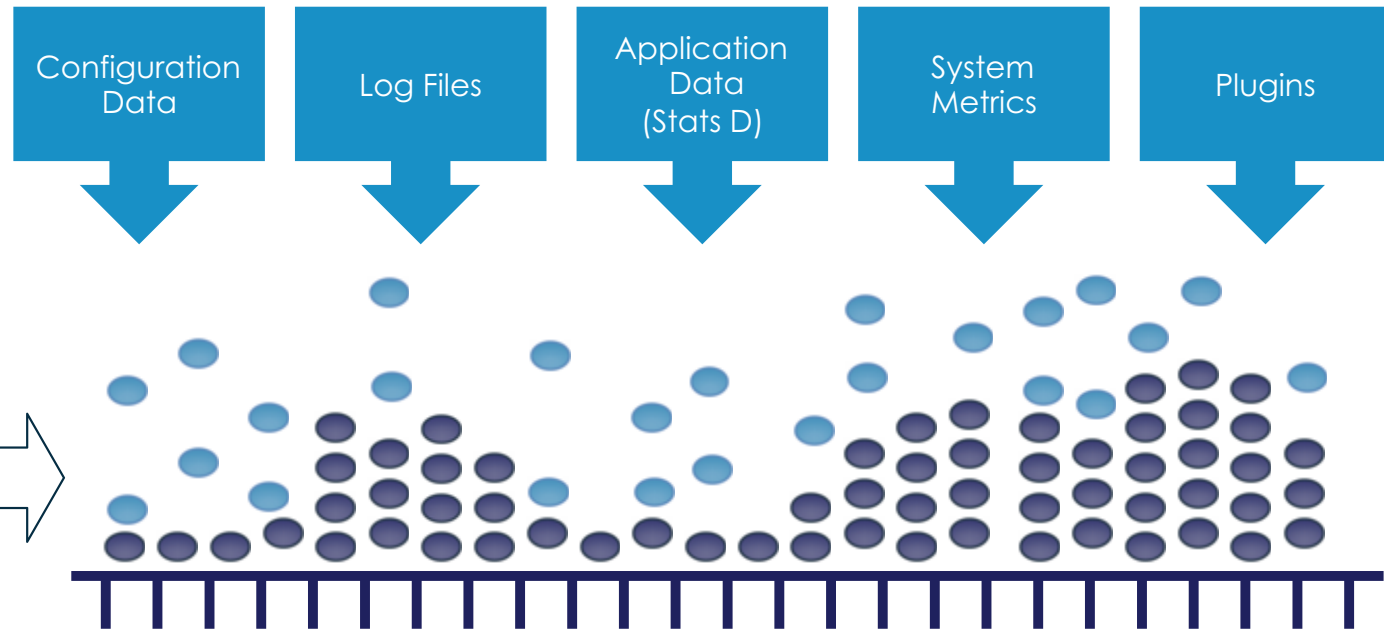 Configuration
Data
Log Files
Application
Data
(Stats D)
System
Metrics
Plugins